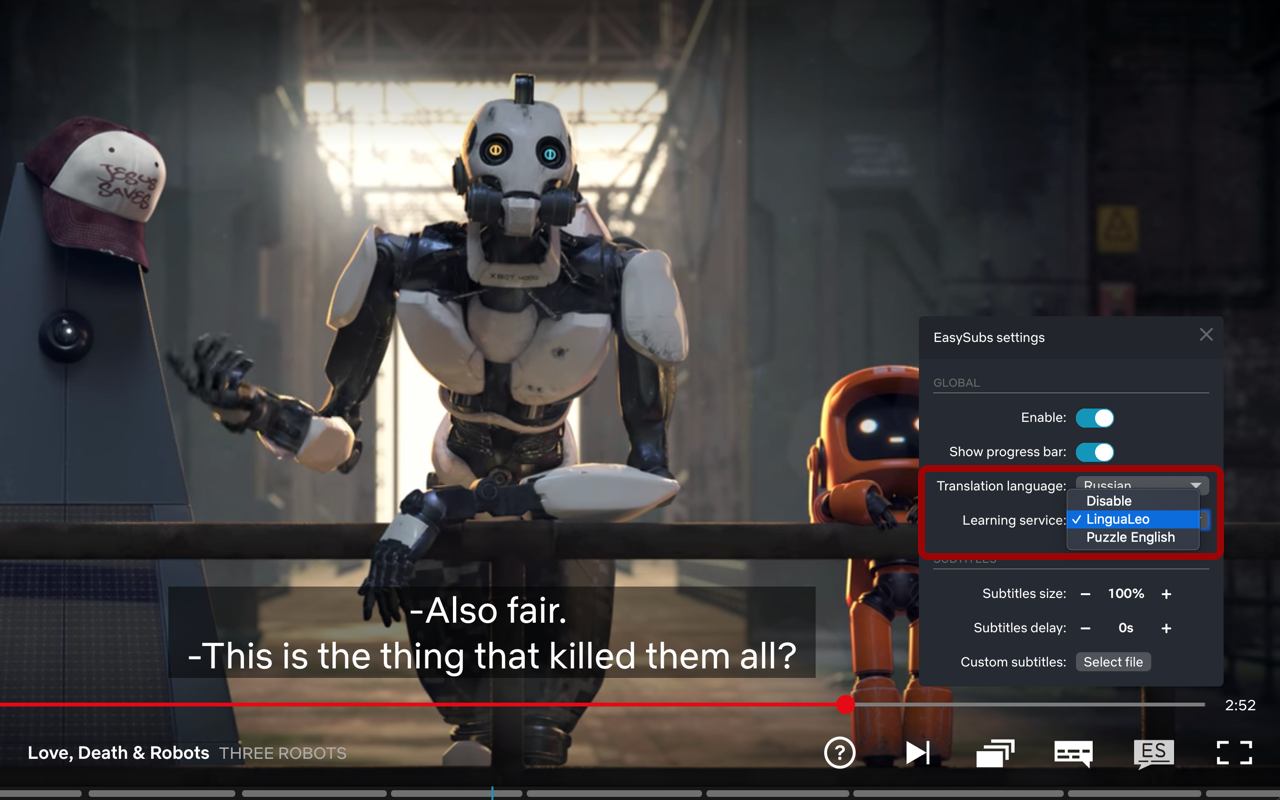 JESUS
SAVES
XBOT 4000
EasySubs settings
GLOBAL
Enable:
Show progress bar:
Translation language: Russian
Disable
Learning service: ✓ LinguaLeo
Puzzle English
SUBTITLES
Subtitles size: − 100% +
Subtitles delay: − 0s +
Custom subtitles: Select file
-Also fair.
-This is the thing that killed them all?
2:52
Love, Death & Robots THREE ROBOTS
? ES